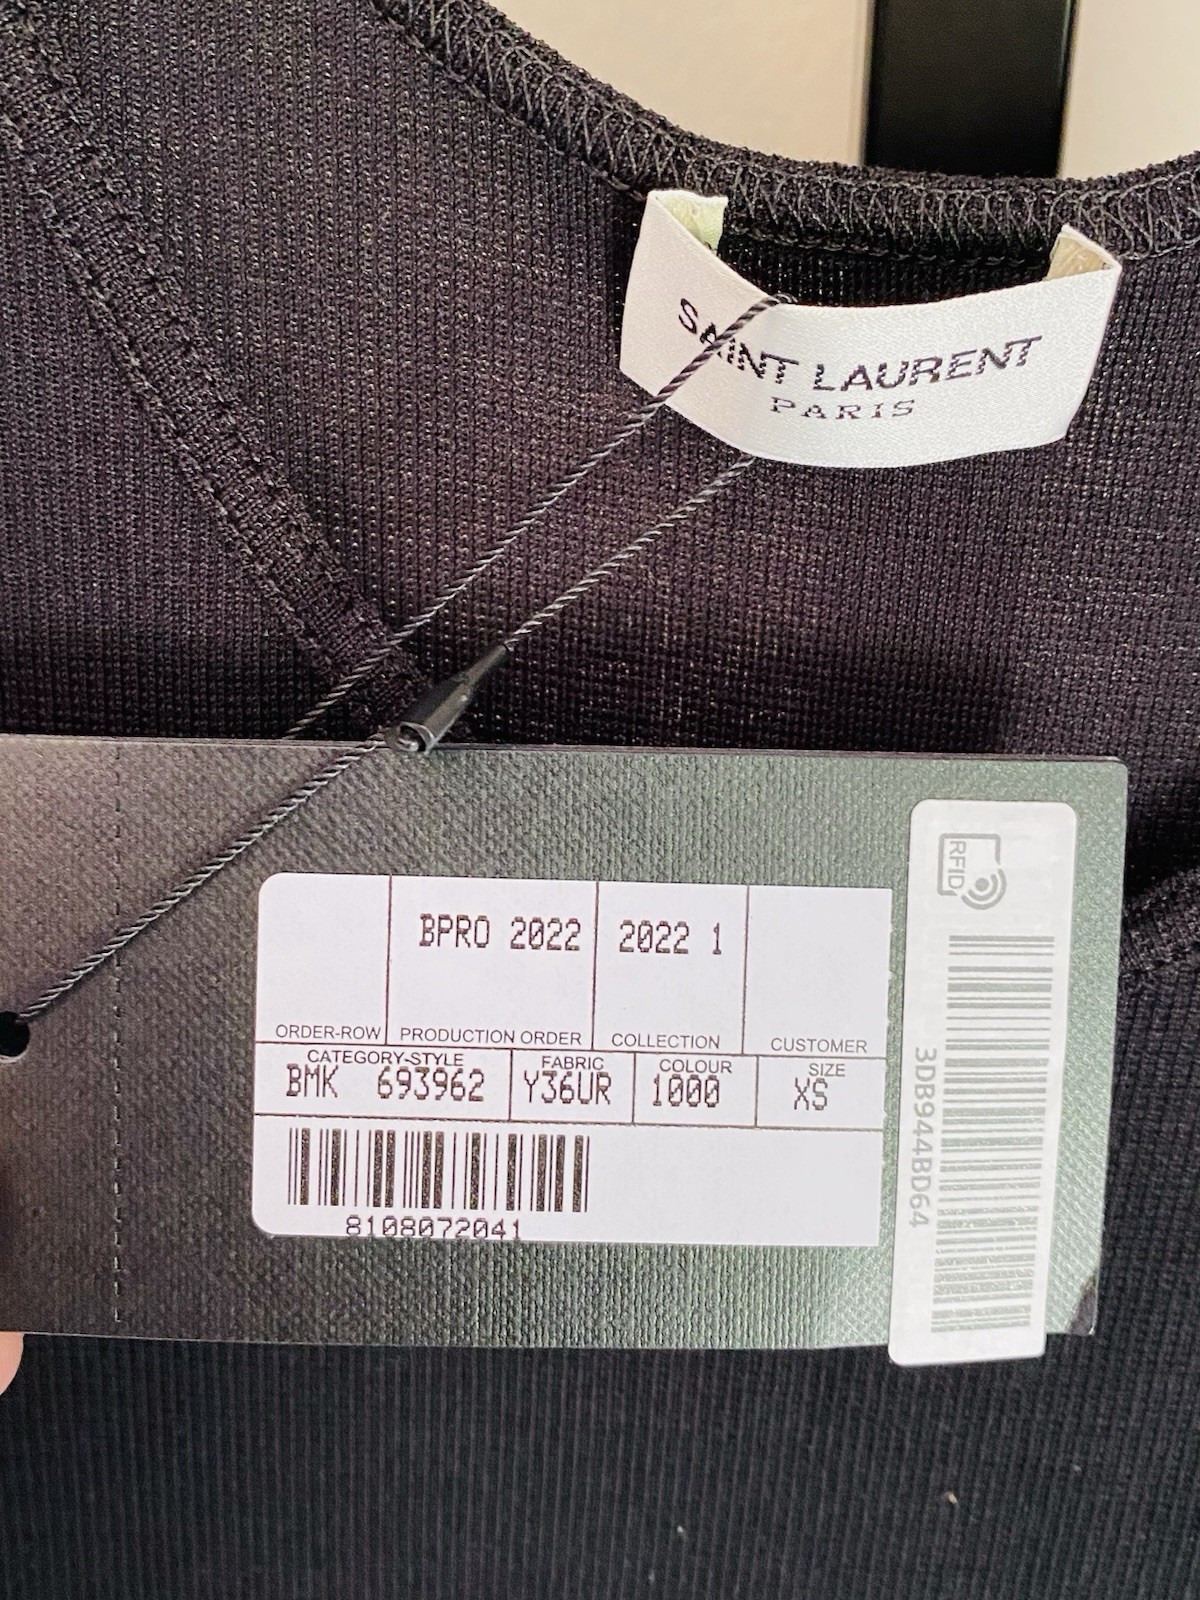 SAINT LAURENT
PARIS
RFID
3DB944BD64
BPRO 2022
2022 1
ORDER-ROW
PRODUCTION ORDER
COLLECTION
CUSTOMER
CATEGORY-STYLE
FABRIC
COLOUR
SIZE
BMK 693962
Y36UR
1000
XS
8108072041